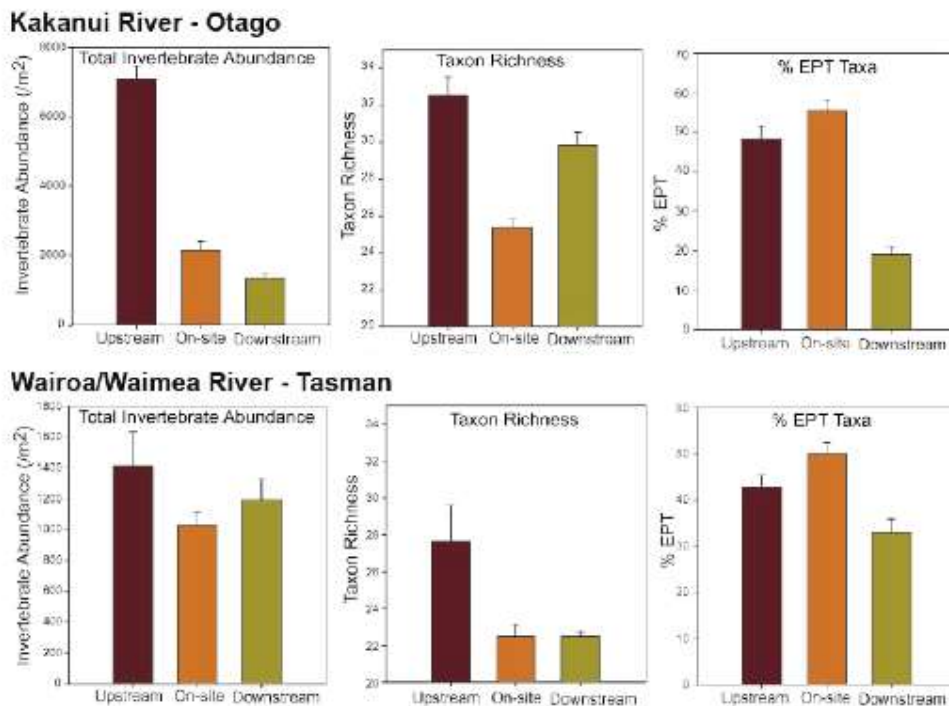 Kakanui River - Otago
Total Invertebrate Abundance
Invertebrate Abundance (/m2)
8000
6000
4000
2000
0
Upstream On-site Downstream
Taxon Richness
Taxon Richness
34
32
30
28
26
24
22
20
Upstream On-site Downstream
% EPT Taxa
% EPT
70
60
50
40
30
20
10
0
Upstream On-site Downstream
Wairoa/Waimea River - Tasman
Total Invertebrate Abundance
Invertebrate Abundance (/m2)
1800
1600
1400
1200
1000
800
600
400
200
0
Upstream On-site Downstream
Taxon Richness
Taxon Richness
34
32
30
28
26
24
22
20
Upstream On-site Downstream
% EPT Taxa
% EPT
40
20
10
0
Upstream On-site Downstream